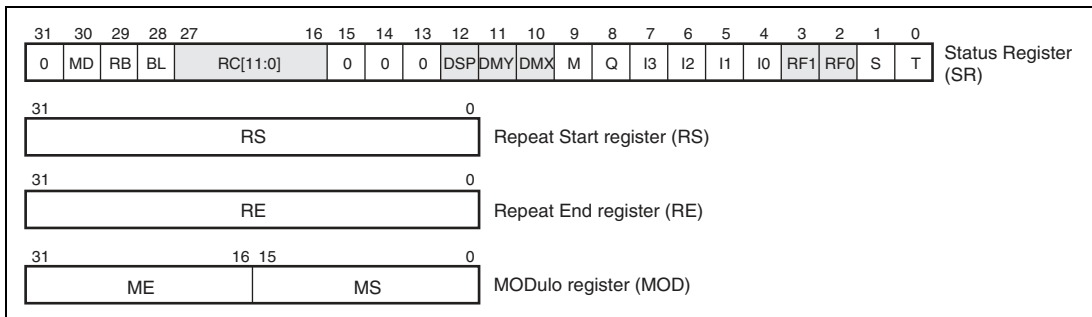 31 30 29 28 27 16 15 14 13 12 11 10 9 8 7 6 5 4 3 2 1 0
0 MD RB BL RC[11:0] 0 0 0 DSP DMY DMX M Q I3 I2 I1 I0 RF1 RF0 S T
Status Register
(SR)
31 0
RS Repeat Start register (RS)
31 0
RE Repeat End register (RE)
31 16 15 0
ME MS MODulo register (MOD)